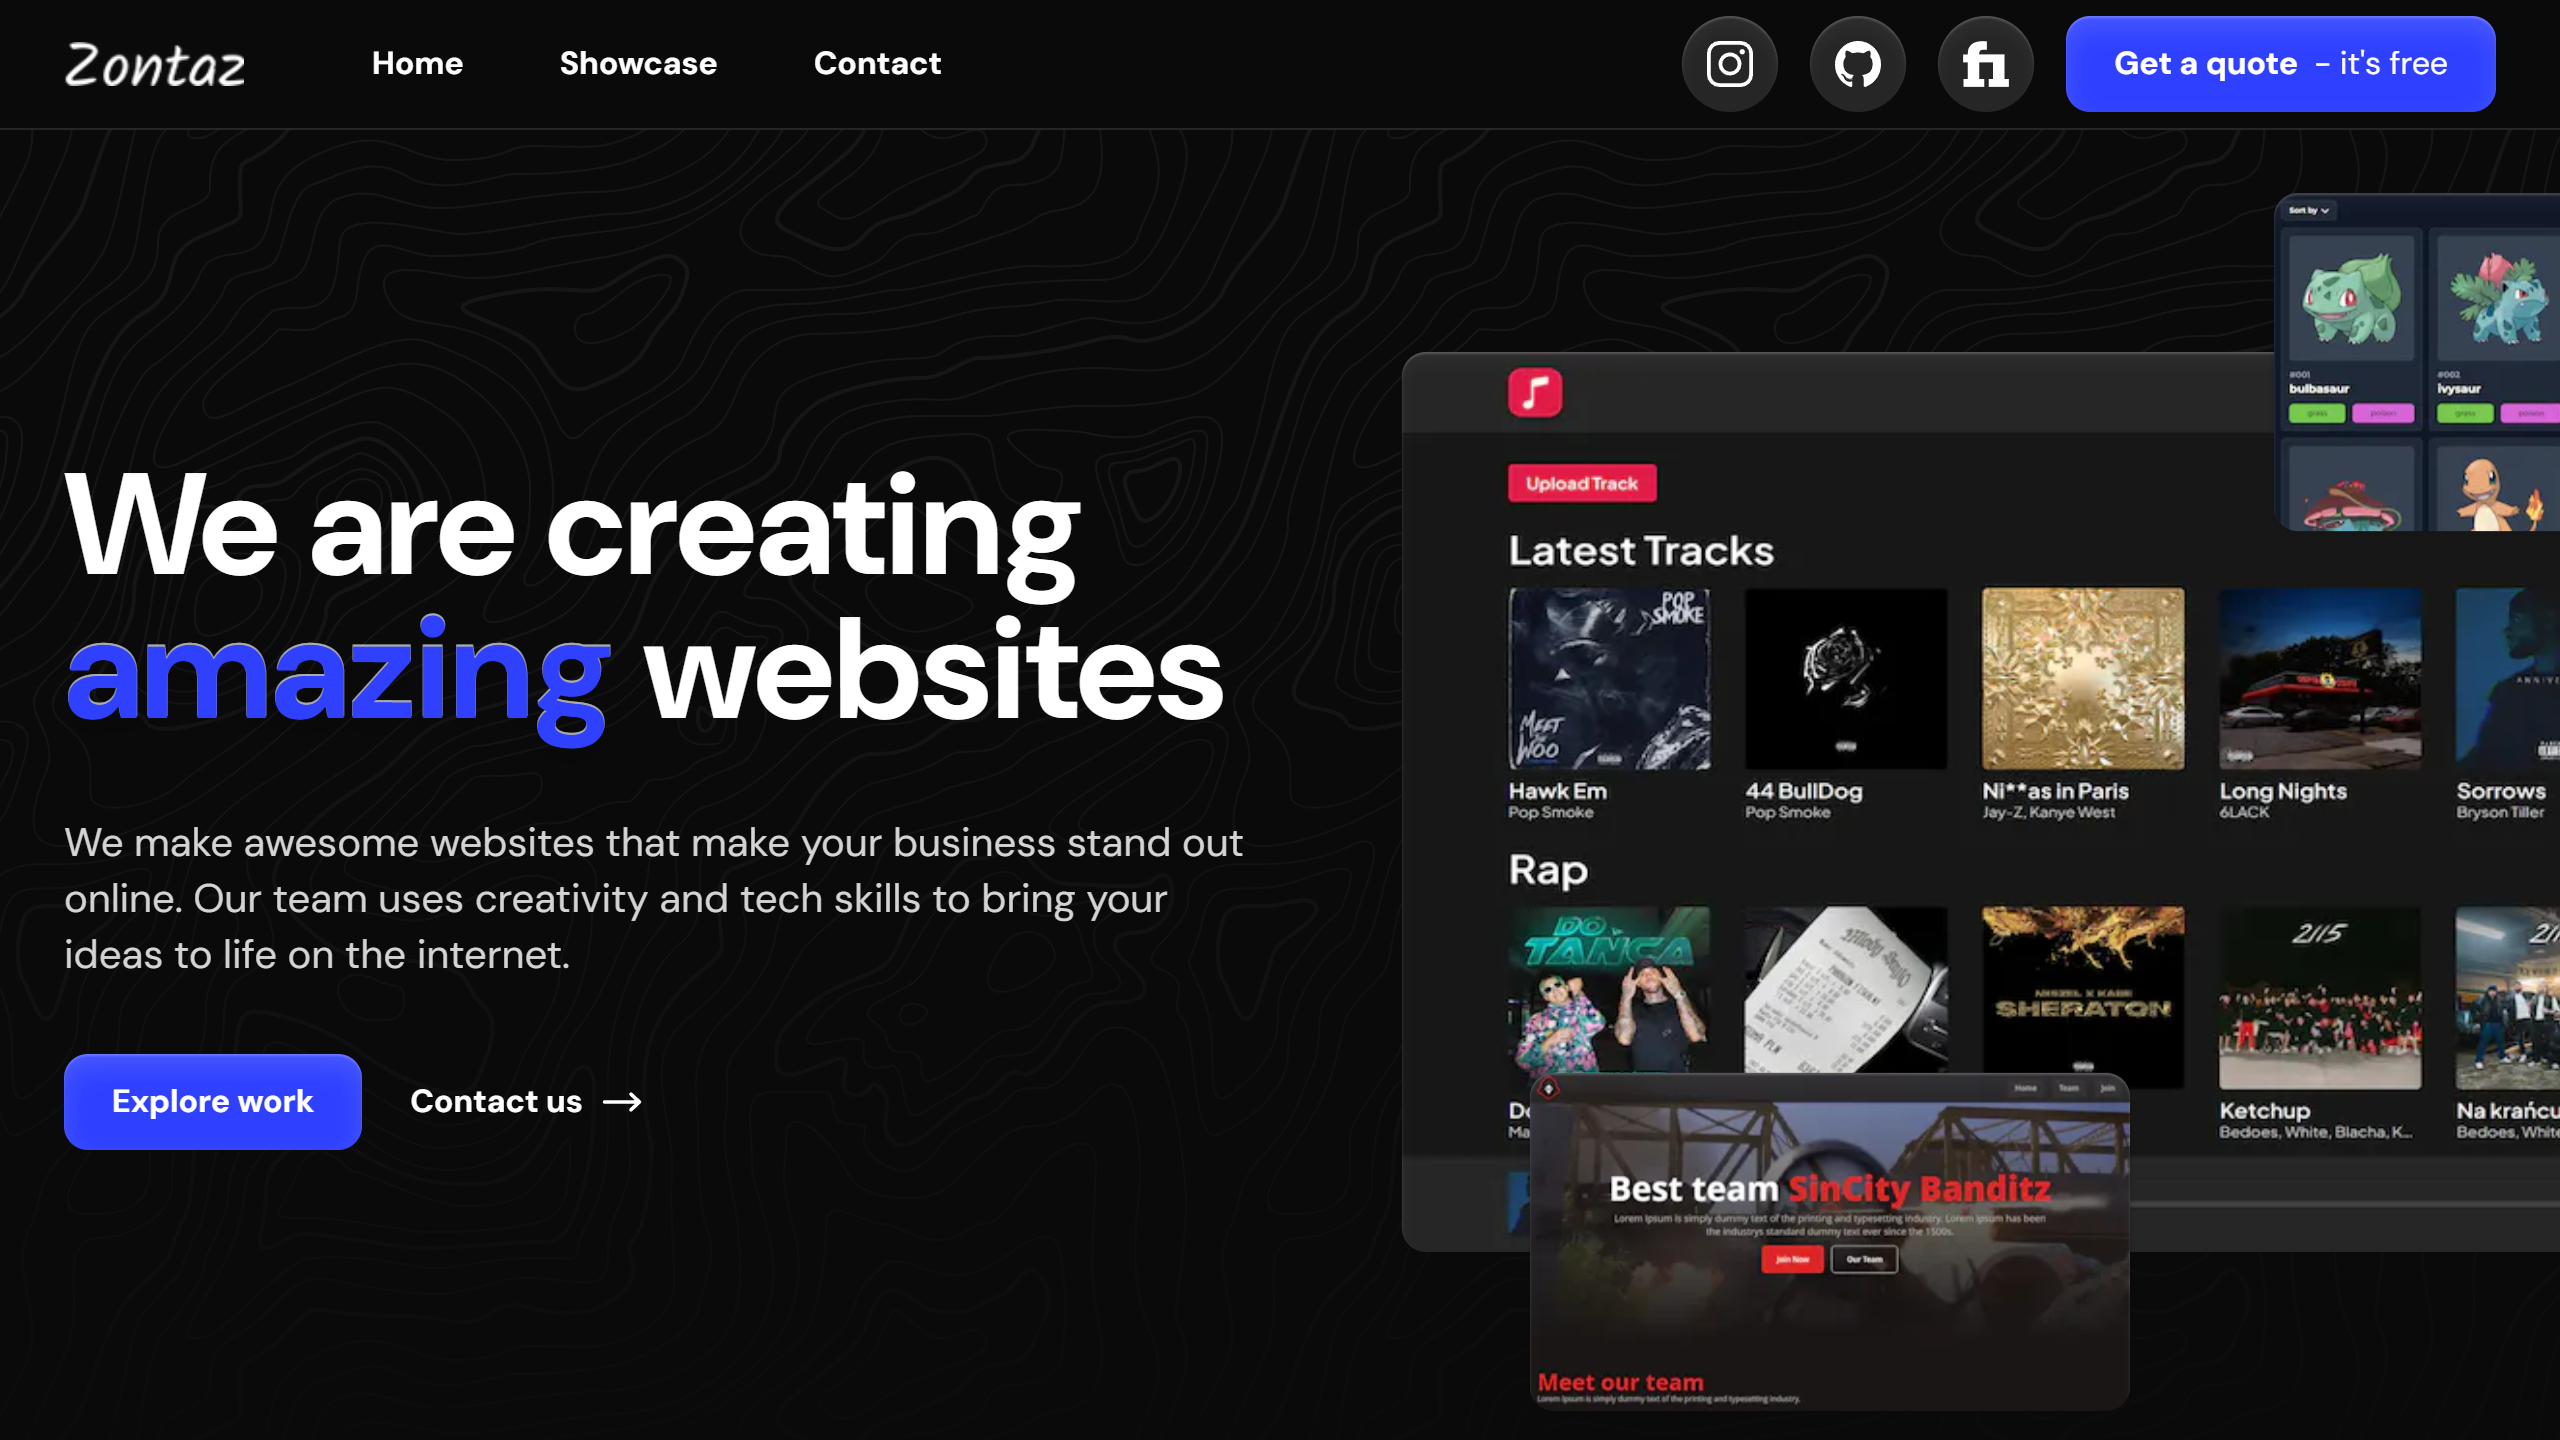 Zontaz
Home
Showcase
Contact
Get a quote - it's free
We are creating
amazing websites
We make awesome websites that make your business stand out
online. Our team uses creativity and tech skills to bring your
ideas to life on the internet.
Explore work
Contact us
Sort by
#001
bulbasaur
grass
poison
#002
ivysaur
grass
poison
Upload Track
Latest Tracks
POP
SMOKE
MEET
THE
WOO
Hawk Em
Pop Smoke
44 BullDog
Pop Smoke
Ni**as in Paris
Jay-Z, Kanye West
Long Nights
6LACK
Sorrows
Bryson Tiller
Rap
DO
TAŃCA
SHERATON
2115
Ketchup
Bedoes, White, Blacha, K...
Home
Team
Join
Best team SinCity Banditz
Lorem Ipsum is simply dummy text of the printing and typesetting industry. Lorem Ipsum has been
the industrys standard dummy text ever since the 1500s.
Join Now
Our Team
Meet our team
Lorem Ipsum is simply dummy text of the printing and typesetting industry.